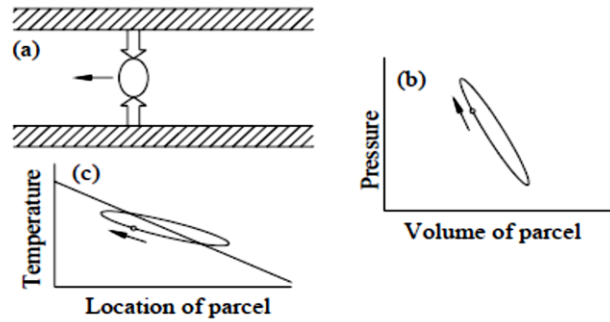 (a)
(b)
Pressure
Volume of parcel
(c)
Temperature
Location of parcel